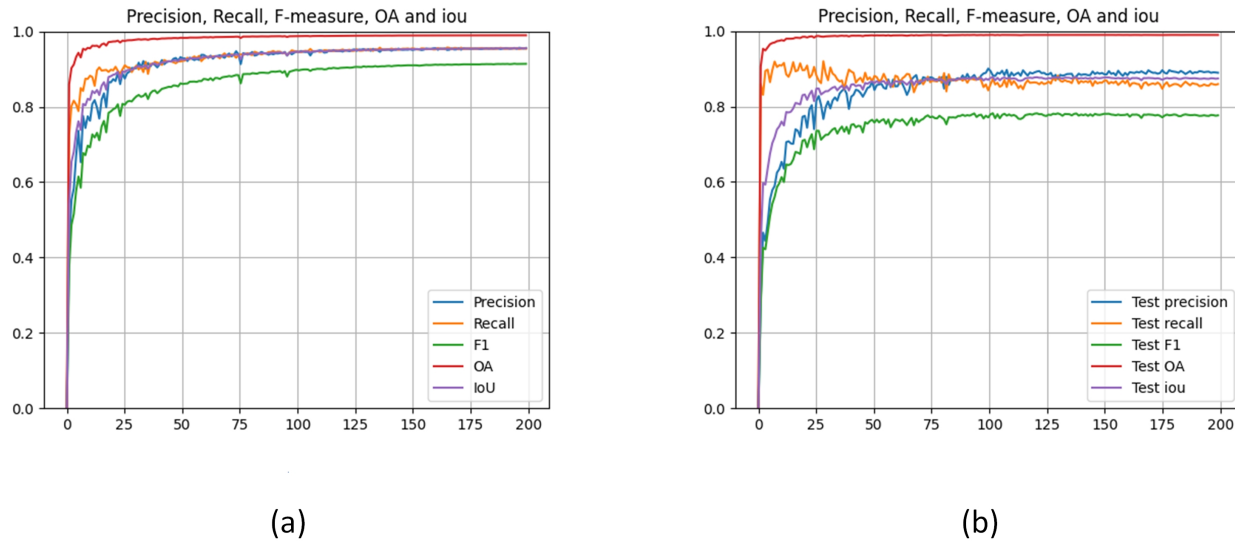 Precision, Recall, F-measure, OA and iou
1.0
0.8
0.6
0.4
0.2
0.0
0 25 50 75 100 125 150 175 200
Precision
Recall
F1
OA
IoU
(a)
Precision, Recall, F-measure, OA and iou
1.0
0.8
0.6
0.4
0.2
0.0
0 25 50 75 100 125 150 175 200
Test precision
Test recall
Test F1
Test OA
Test iou
(b)